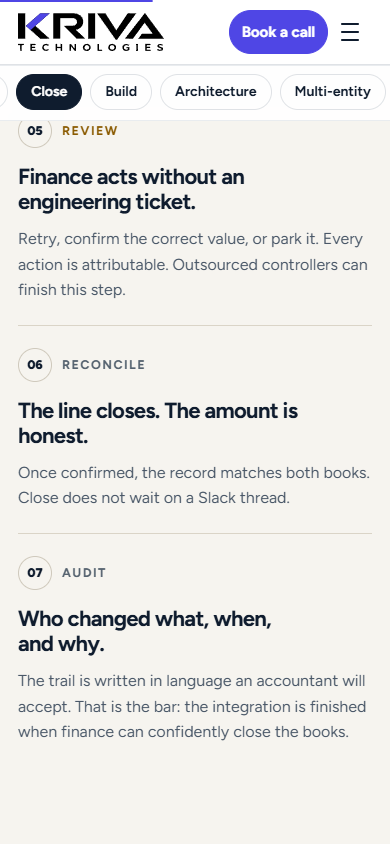 KRIVA
TECHNOLOGIES
Book a call
Close
Build
Architecture
Multi-entity
05
REVIEW
Finance acts without an
engineering ticket.
Retry, confirm the correct value, or park it. Every
action is attributable. Outsourced controllers can
finish this step.
06
RECONCILE
The line closes. The amount is
honest.
Once confirmed, the record matches both books.
Close does not wait on a Slack thread.
07
AUDIT
Who changed what, when,
and why.
The trail is written in language an accountant will
accept. That is the bar: the integration is finished
when finance can confidently close the books.